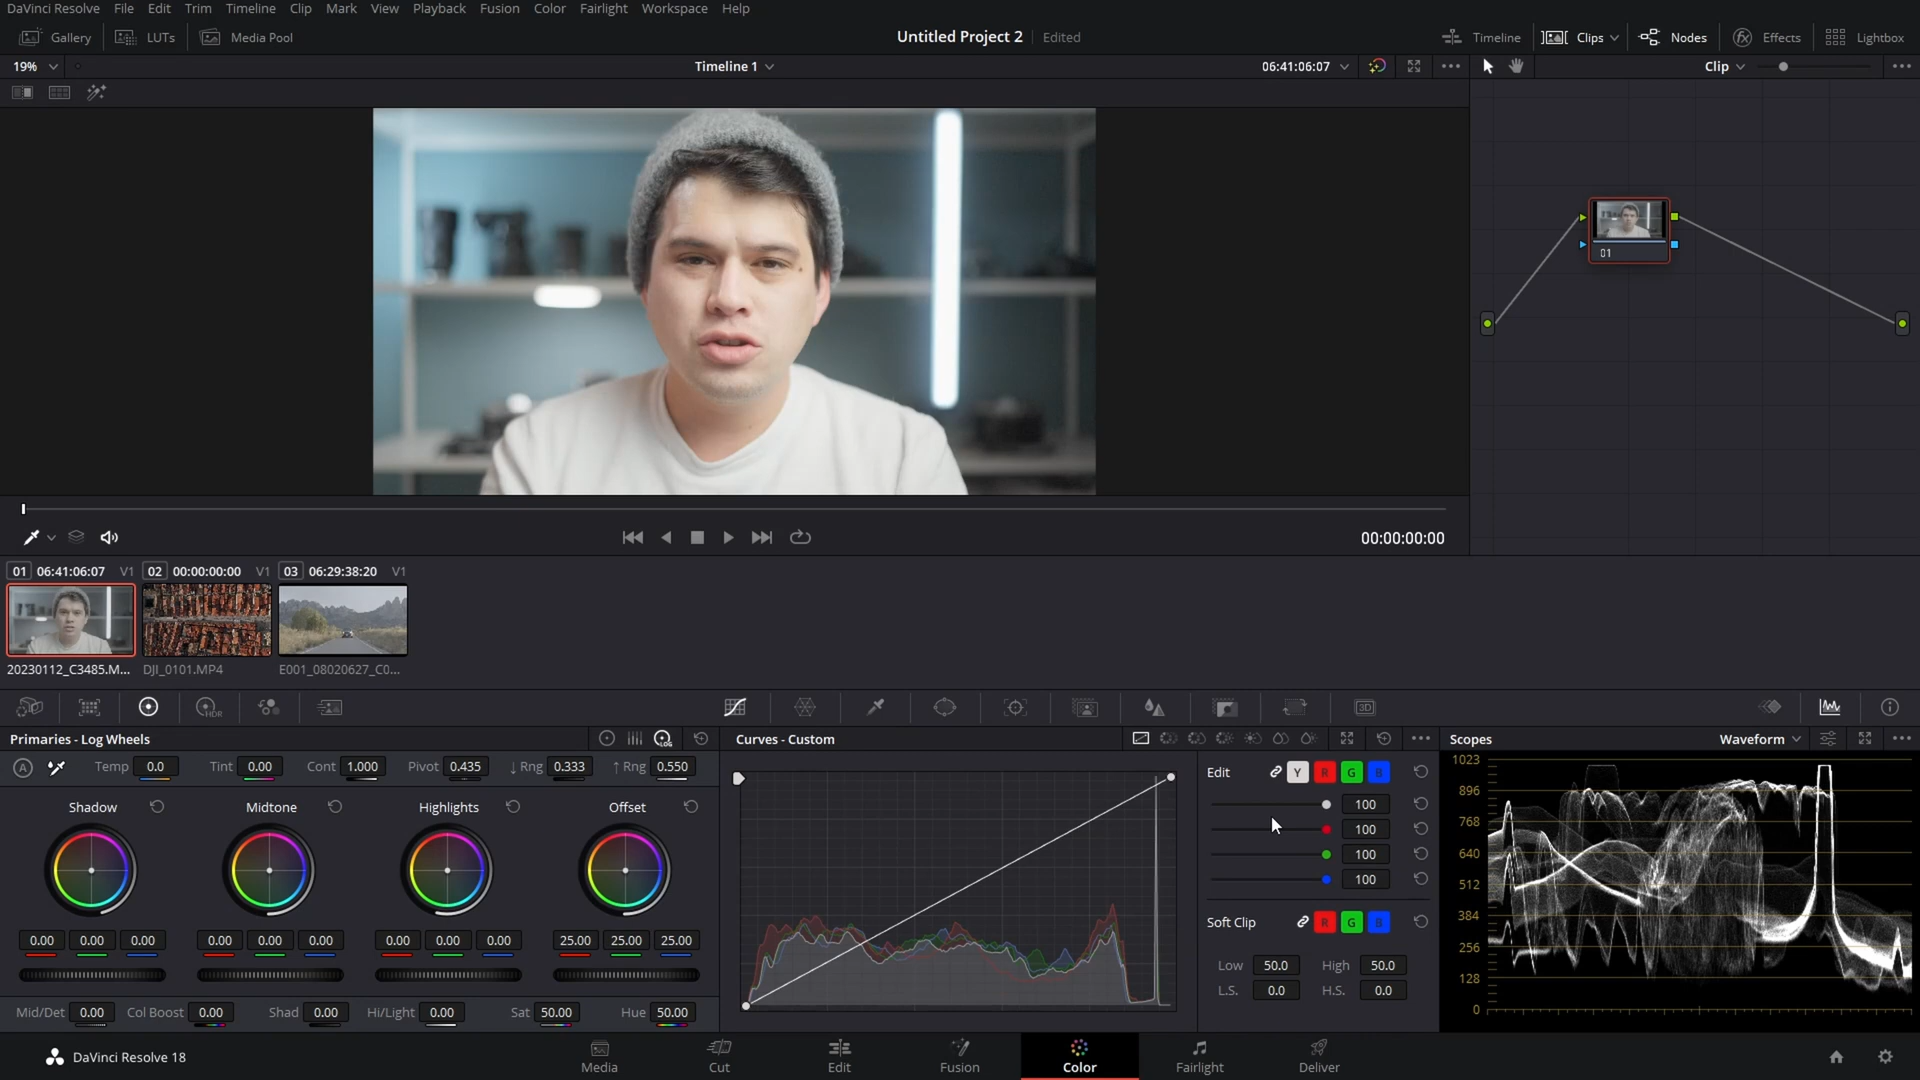 DaVinci Resolve File Edit Trim Timeline Clip Mark View Playback Fusion Color Fairlight Workspace Help
Gallery LUTs Media Pool Untitled Project 2 Edited Timeline Clips Nodes Effects Lightbox
19% Timeline 1 06:41:06:07 Clip
01
00:00:00:00
01 06:41:06:07 V1 02 00:00:00:00 V1 03 06:29:38:20 V1
20230112_C3485.M... DJI_0101.MP4 E001_08020627_C0...
HDR 3D
Primaries - Log Wheels LOG Curves - Custom Scopes Waveform
A Temp 0.0 Tint 0.00 Cont 1.000 Pivot 0.435 ↓ Rng 0.333 ↑ Rng 0.550
Shadow Midtone Highlights Offset
0.00 0.00 0.00 0.00 0.00 0.00 0.00 0.00 0.00 25.00 25.00 25.00
Mid/Det 0.00 Col Boost 0.00 Shad 0.00 Hi/Light 0.00 Sat 50.00 Hue 50.00
Edit Y R G B
100
100
100
100
Soft Clip R G B
Low 50.0 High 50.0
L.S. 0.0 H.S. 0.0
1023
896
768
640
512
384
256
128
0
DaVinci Resolve 18 Media Cut Edit Fusion Color Fairlight Deliver